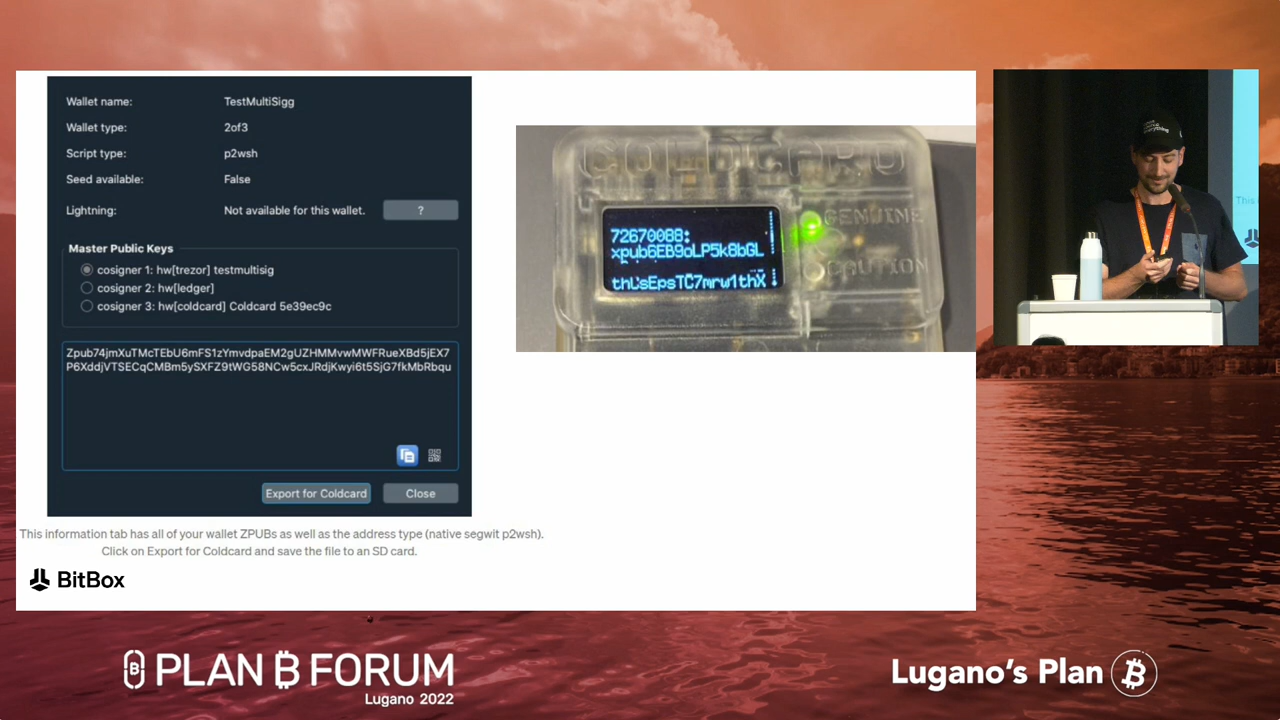 Wallet name: TestMultiSigg
Wallet type: 2of3
Script type: p2wsh
Seed available: False
Lightning: Not available for this wallet. ?
Master Public Keys
cosigner 1: hw[trezor] testmultisig
cosigner 2: hw[ledger]
cosigner 3: hw[coldcard] Coldcard 5e39ec9c
Zpub74jmXuTMcTEbU6mFS1zYmvdpaEM2gUZHMMvwMWFRueXBd5jEX7
P6XddjVTSECqCMBm5ySXFZ9tWG58NCw5cxJRdjKwyi6t5SjG7fkMbRbqu
Export for Coldcard Close
This information tab has all of your wallet ZPUBs as well as the address type (native segwit p2wsh).
Click on Export for Coldcard and save the file to an SD card.
BitBox
COLDCARD
GENUINE
CAUTION
72670088:
xpub6EB9oLP5k8bGL
everything
This
PLAN B FORUM
Lugano 2022
Lugano's Plan B